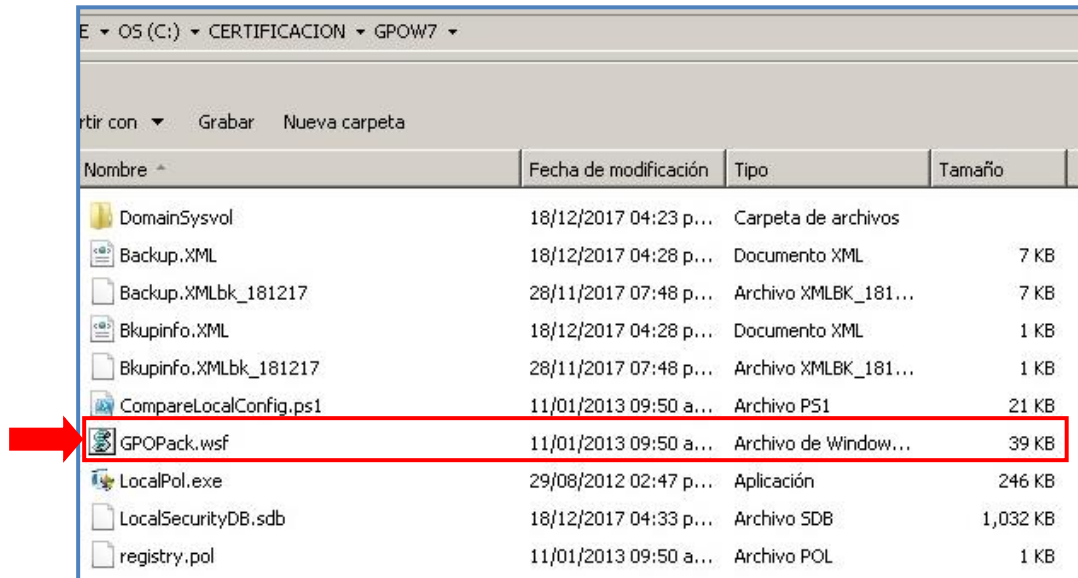 E ▾ OS (C:) ▾ CERTIFICACION ▾ GPOW7 ▾
rtir con ▾ Grabar Nueva carpeta
Nombre Fecha de modificación Tipo Tamaño
DomainSysvol 18/12/2017 04:23 p... Carpeta de archivos
Backup.XML 18/12/2017 04:28 p... Documento XML 7 KB
Backup.XMLbk_181217 28/11/2017 07:48 p... Archivo XMLBK_181... 7 KB
Bkupinfo.XML 18/12/2017 04:28 p... Documento XML 1 KB
Bkupinfo.XMLbk_181217 28/11/2017 07:48 p... Archivo XMLBK_181... 1 KB
CompareLocalConfig.ps1 11/01/2013 09:50 a... Archivo PS1 21 KB
GPOPack.wsf 11/01/2013 09:50 a... Archivo de Window... 39 KB
LocalPol.exe 29/08/2012 02:47 p... Aplicación 246 KB
LocalSecurityDB.sdb 18/12/2017 04:33 p... Archivo SDB 1,032 KB
registry.pol 11/01/2013 09:50 a... Archivo POL 1 KB